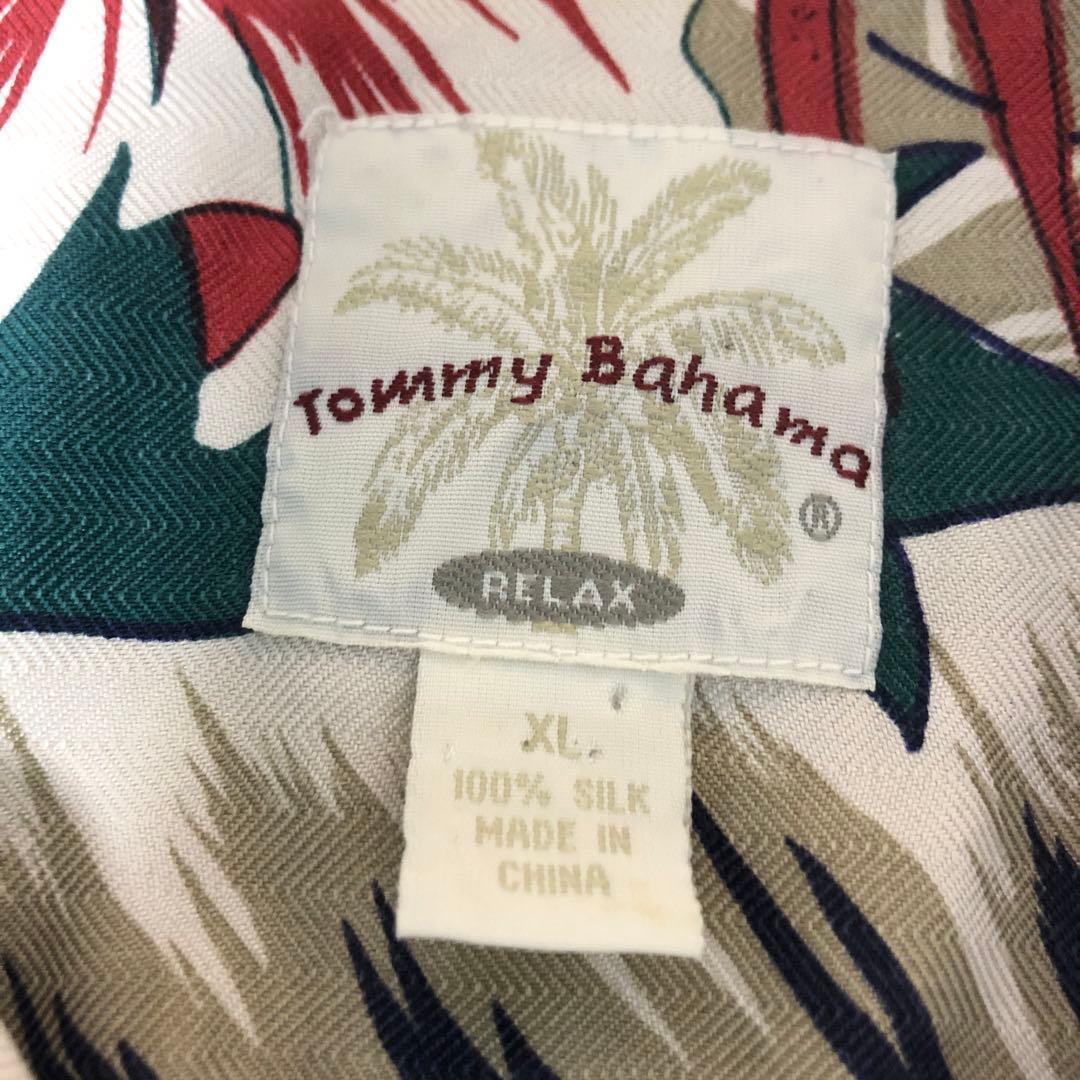 Tommy Bahama
®
RELAX
XL
100% SILK
MADE IN
CHINA